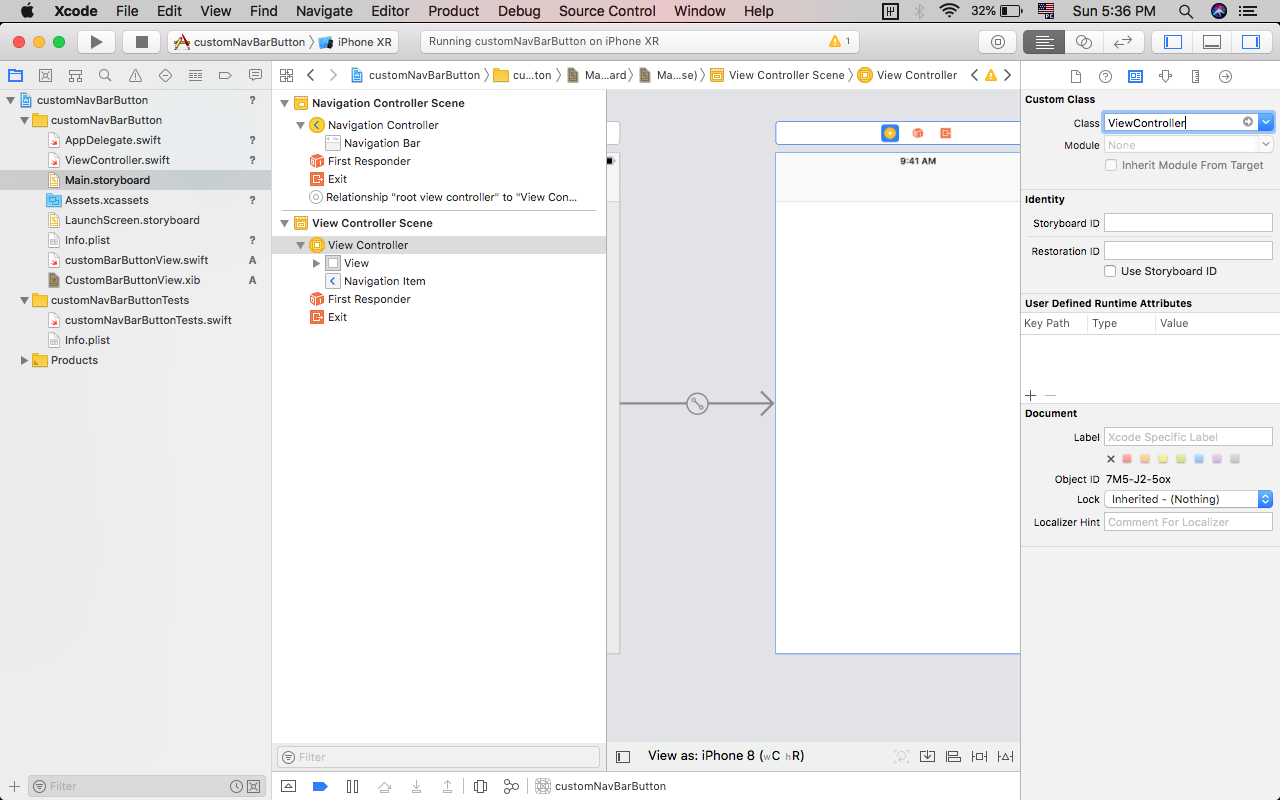 Xcode File Edit View Find Navigate Editor Product Debug Source Control Window Help 32% Sun 5:36 PM
customNavBarButton iPhone XR Running customNavBarButton on iPhone XR 1
customNavBarButton cu...ton Ma...ard) Ma...se) View Controller Scene View Controller
customNavBarButton ?
customNavBarButton
AppDelegate.swift ?
ViewController.swift ?
Main.storyboard
Assets.xcassets ?
LaunchScreen.storyboard
Info.plist ?
customBarButtonView.swift A
CustomBarButtonView.xib A
customNavBarButtonTests
customNavBarButtonTests.swift
Info.plist
Products
Filter
Navigation Controller Scene
Navigation Controller
Navigation Bar
First Responder
Exit
Relationship "root view controller" to "View Con...
View Controller Scene
View Controller
View
Navigation Item
First Responder
Exit
Filter
9:41 AM
View as: iPhone 8 (wC hR)
customNavBarButton
Custom Class
Class ViewController
Module None
Inherit Module From Target
Identity
Storyboard ID
Restoration ID
Use Storyboard ID
User Defined Runtime Attributes
Key Path Type Value
Document
Label Xcode Specific Label
Object ID 7M5-J2-5ox
Lock Inherited - (Nothing)
Localizer Hint Comment For Localizer